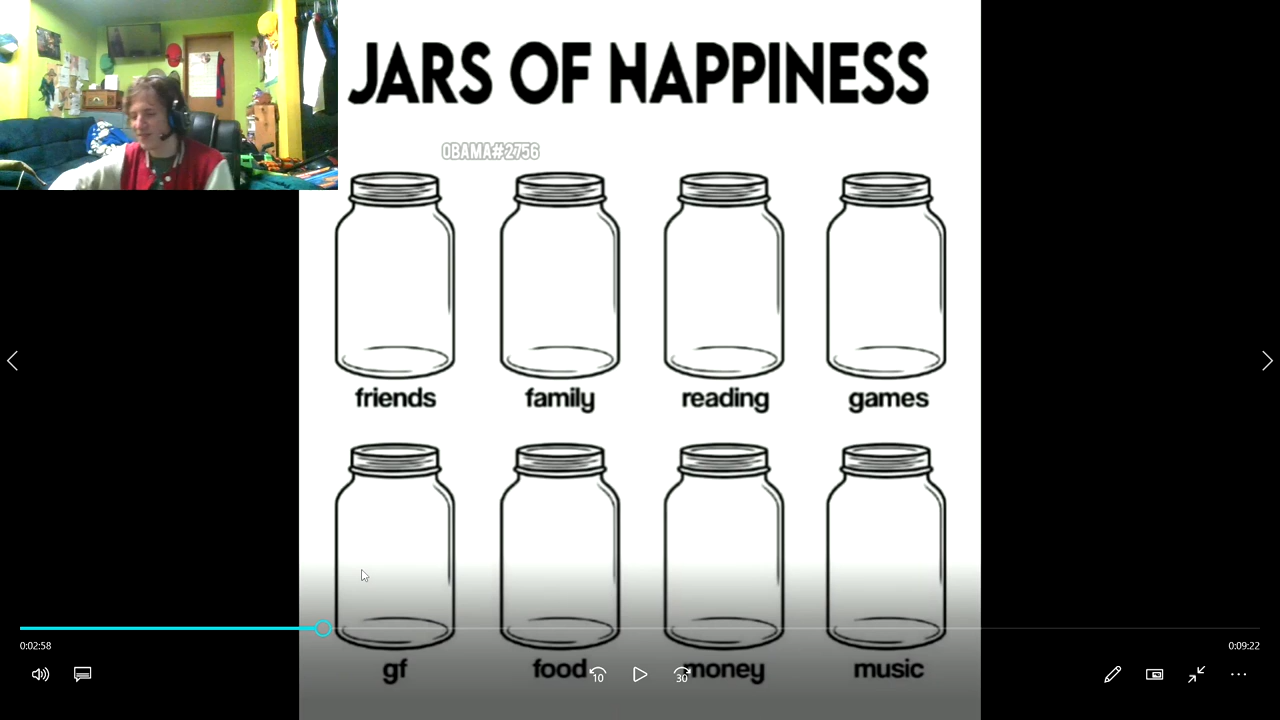 JARS OF HAPPINESS
OBAMA#2756
friends family reading games
gf food money music
0:02:58 0:09:22
10 30